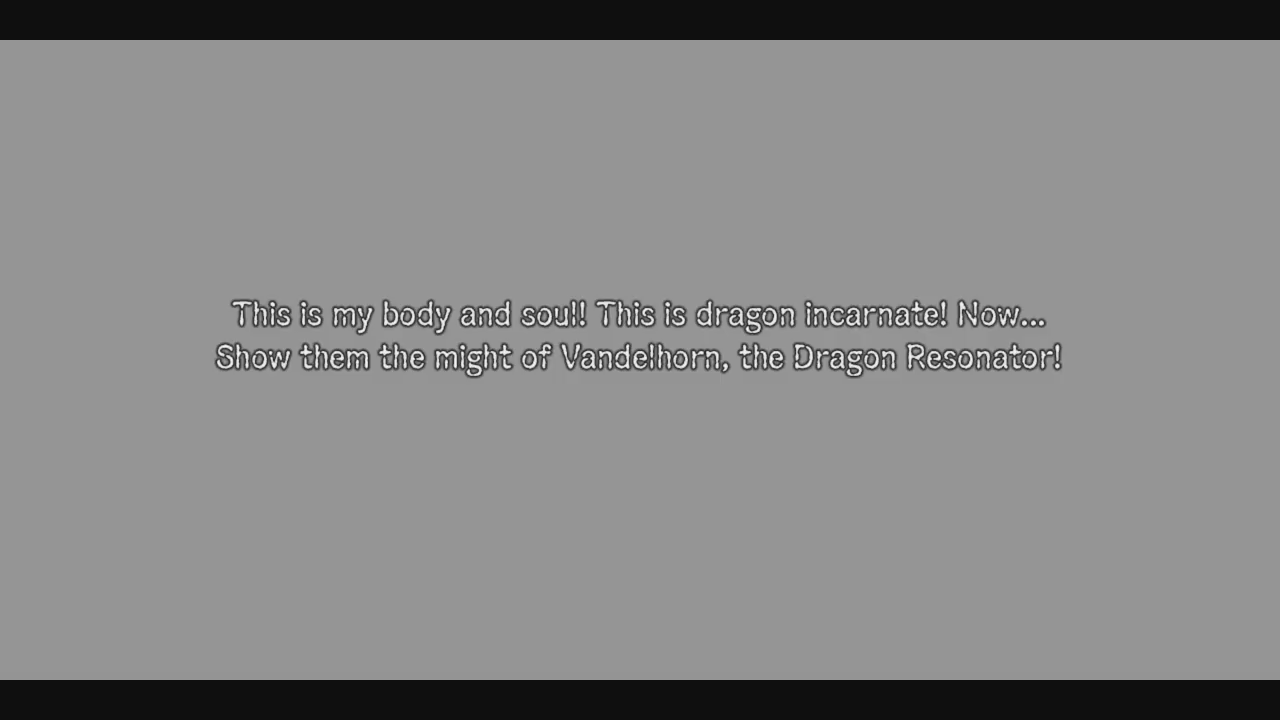 This is my body and soul! This is dragon incarnate! Now...
Show them the might of Vandelhorn, the Dragon Resonator!